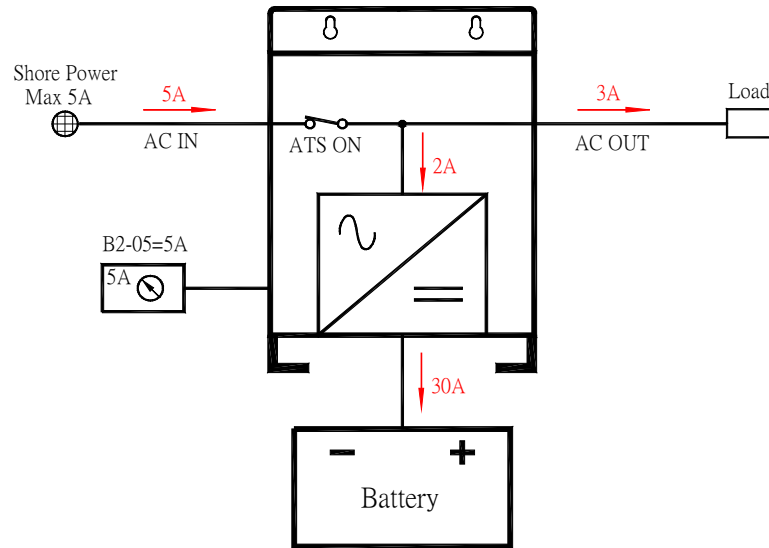 Shore Power
Max 5A
5A
3A
Load
AC IN
ATS ON
AC OUT
2A
B2-05=5A
5A
30A
Battery